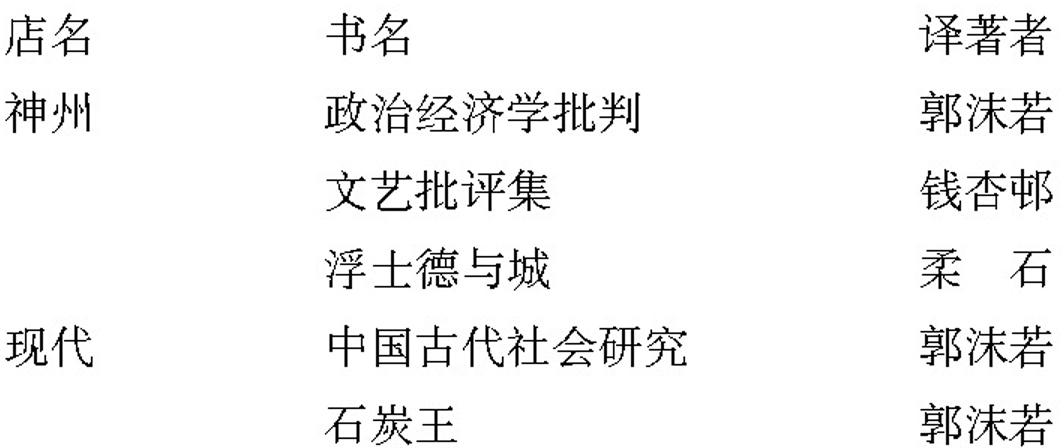 店名 书名 译著者
神州 政治经济学批判 郭沫若
文艺批评集 钱杏邨
浮士德与城 柔　石
现代 中国古代社会研究 郭沫若
石炭王 郭沫若